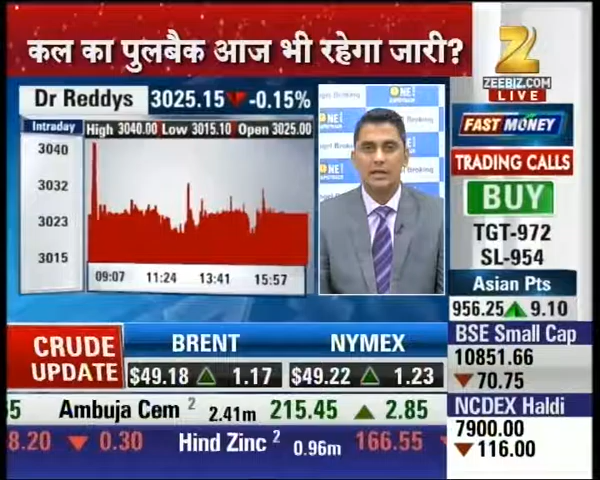 कल का पुलबैक आज भी रहेगा जारी?
Z
ZEEBIZ.COM
LIVE
Dr Reddys 3025.15 -0.15%
Intraday High 3040.00 Low 3015.10 Open 3025.00
3040
3032
3023
3015
09:07 11:24 13:41 15:57
ONE!
FAST MONEY
TRADING CALLS
BUY
TGT-972
SL-954
Asian Pts
956.25 9.10
CRUDE UPDATE
BRENT
$49.18 1.17
NYMEX
$49.22 1.23
BSE Small Cap
10851.66
70.75
NCDEX Haldi
7900.00
116.00
35 Ambuja Cem 2 2.41m 215.45 2.85
8.20 0.30 Hind Zinc 2 0.96m 166.55